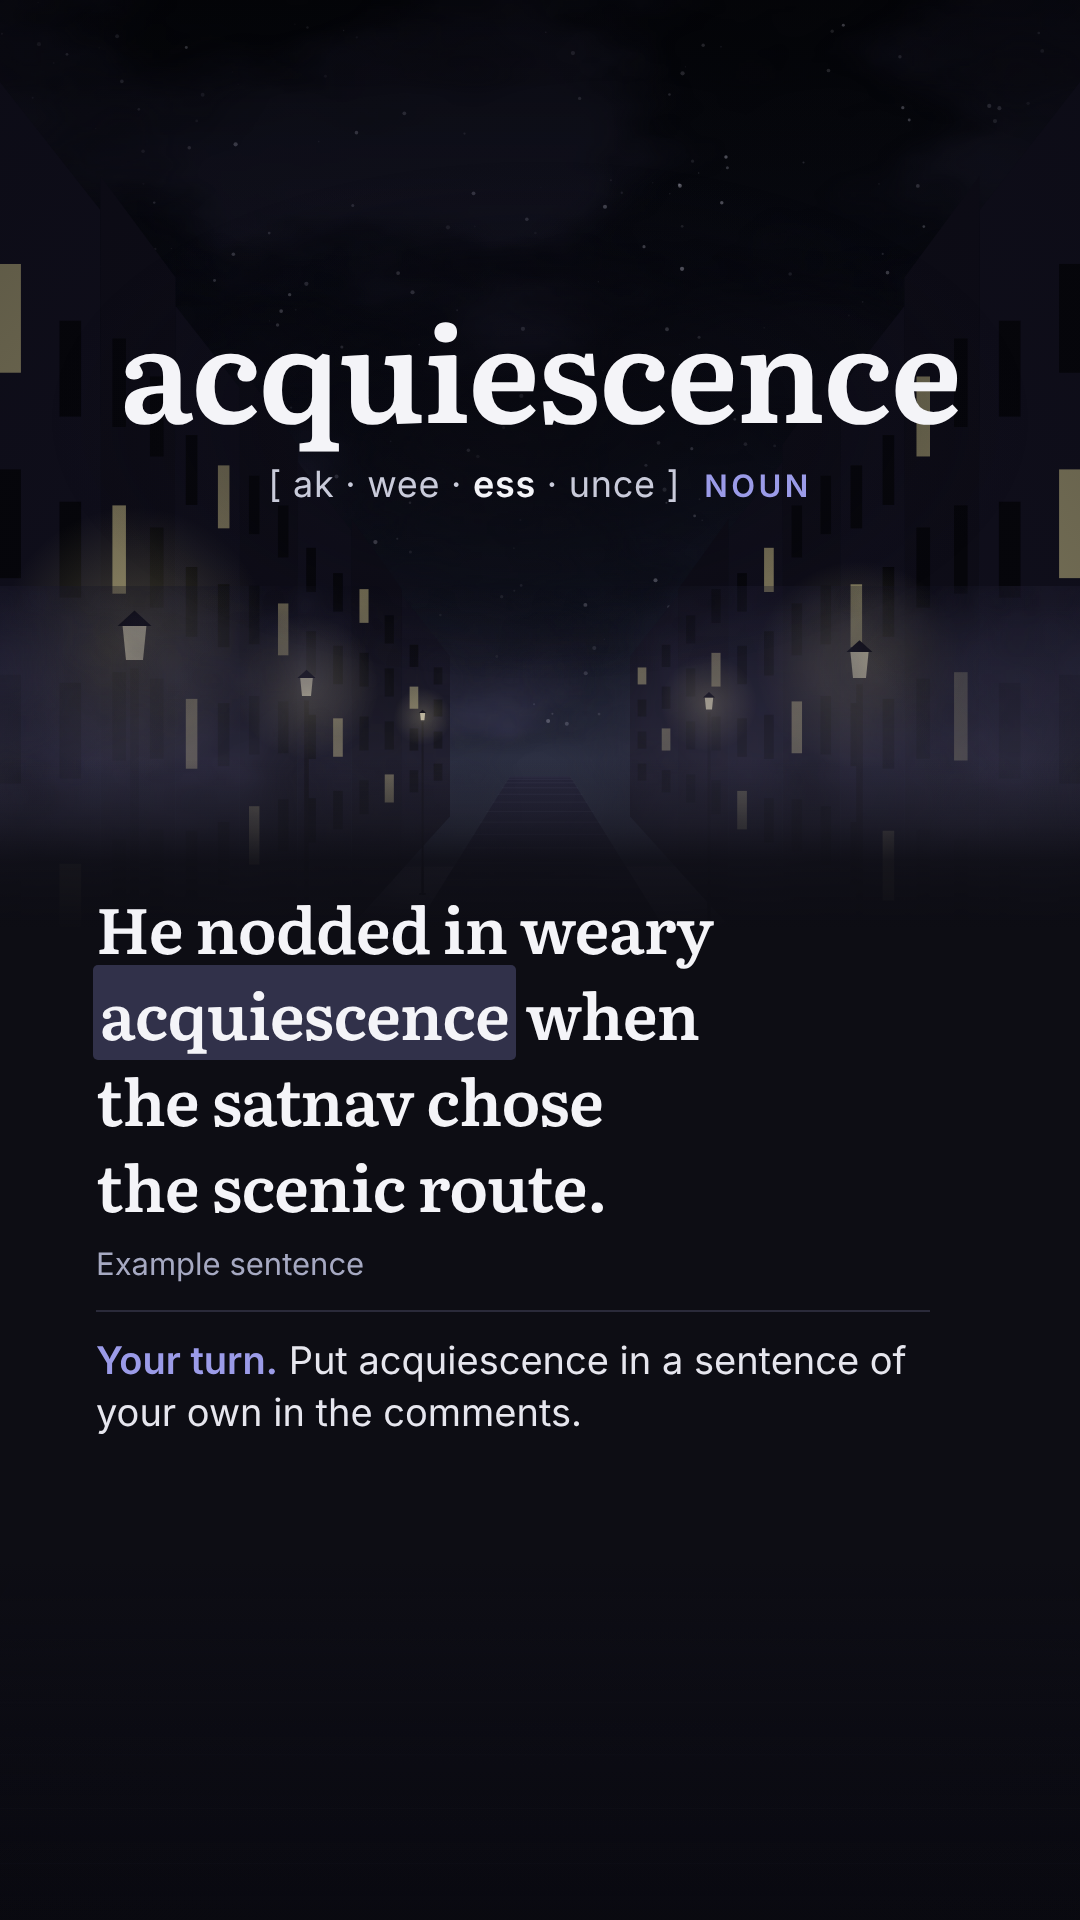 acquiescence
[ ak · wee · ess · unce ] NOUN
He nodded in weary
acquiescence when
the satnav chose
the scenic route.
Example sentence
Your turn. Put acquiescence in a sentence of
your own in the comments.